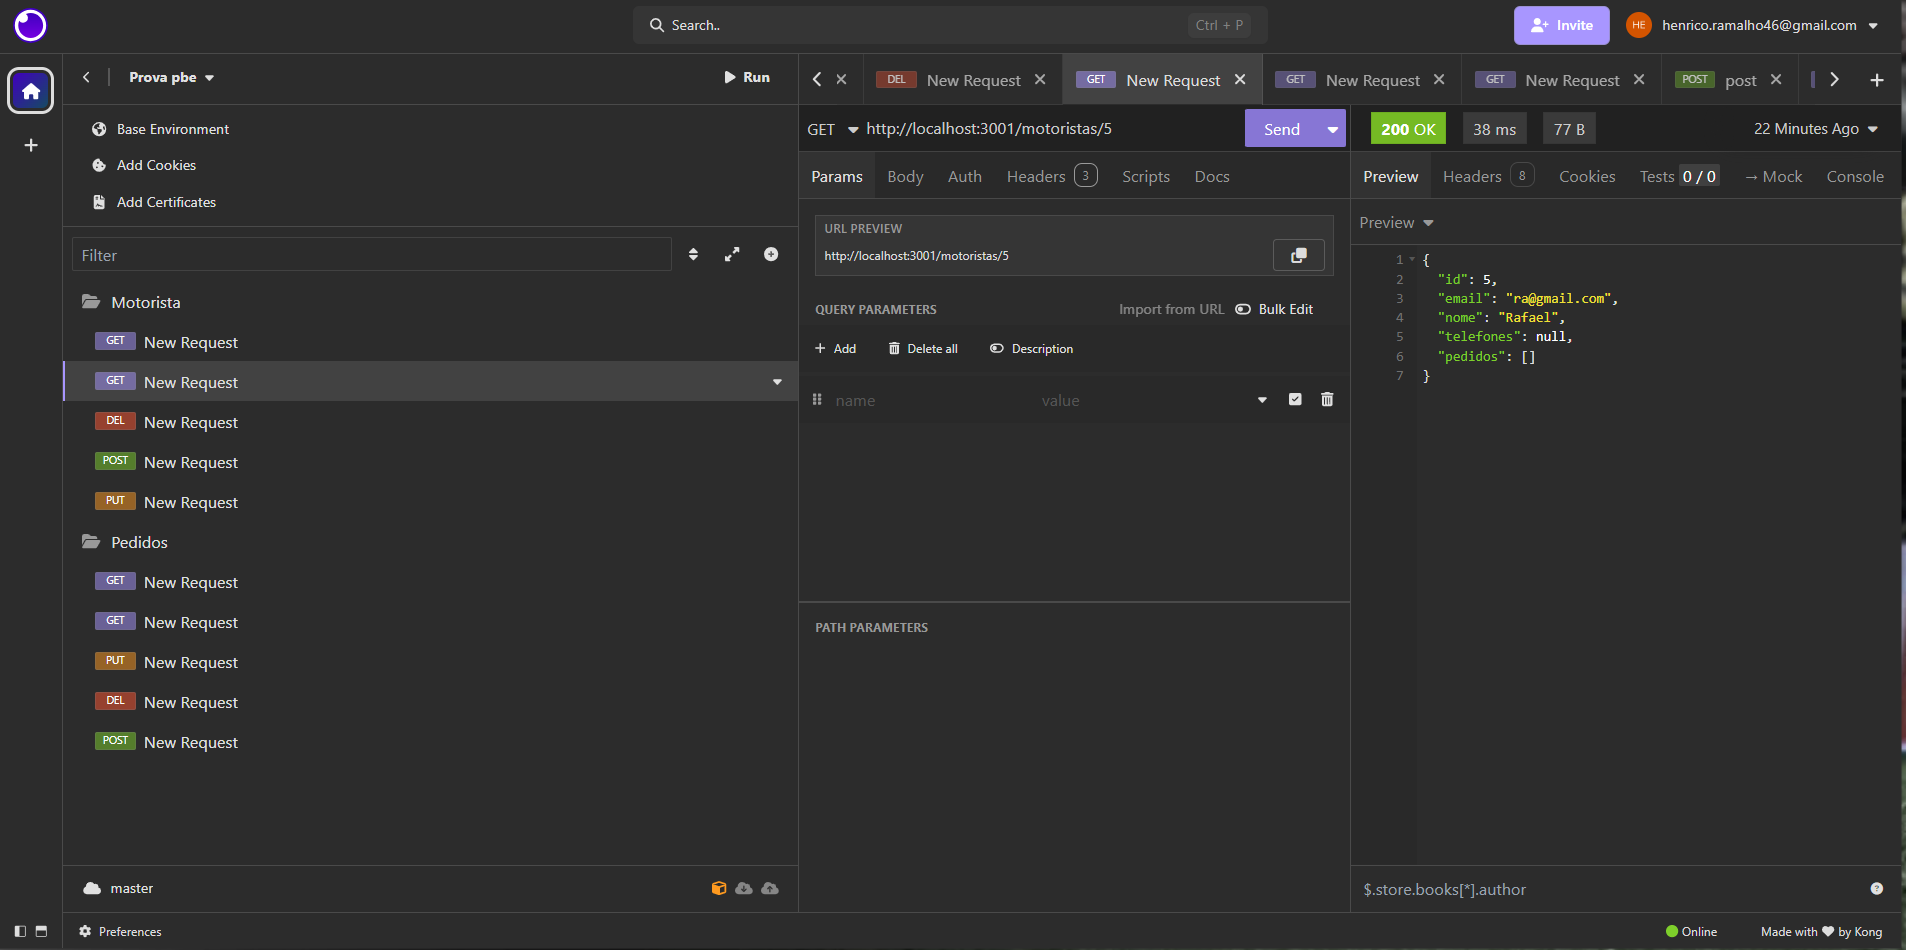 Search..
Ctrl + P
Invite
HE
henrico.ramalho46@gmail.com
Prova pbe
Run
Base Environment
Add Cookies
Add Certificates
Filter
Motorista
GET New Request
GET New Request
DEL New Request
POST New Request
PUT New Request
Pedidos
GET New Request
GET New Request
PUT New Request
DEL New Request
POST New Request
master
Preferences
DEL New Request
GET New Request
GET New Request
GET New Request
POST post
GET http://localhost:3001/motoristas/5
Send
Params Body Auth Headers 3 Scripts Docs
URL PREVIEW
http://localhost:3001/motoristas/5
QUERY PARAMETERS
Import from URL
Bulk Edit
Add
Delete all
Description
name
value
PATH PARAMETERS
200 OK
38 ms
77 B
22 Minutes Ago
Preview Headers 8 Cookies Tests 0 / 0 → Mock Console
Preview
1 {
2 "id": 5,
3 "email": "ra@gmail.com",
4 "nome": "Rafael",
5 "telefones": null,
6 "pedidos": []
7 }
$.store.books[*].author
Online
Made with ♥ by Kong